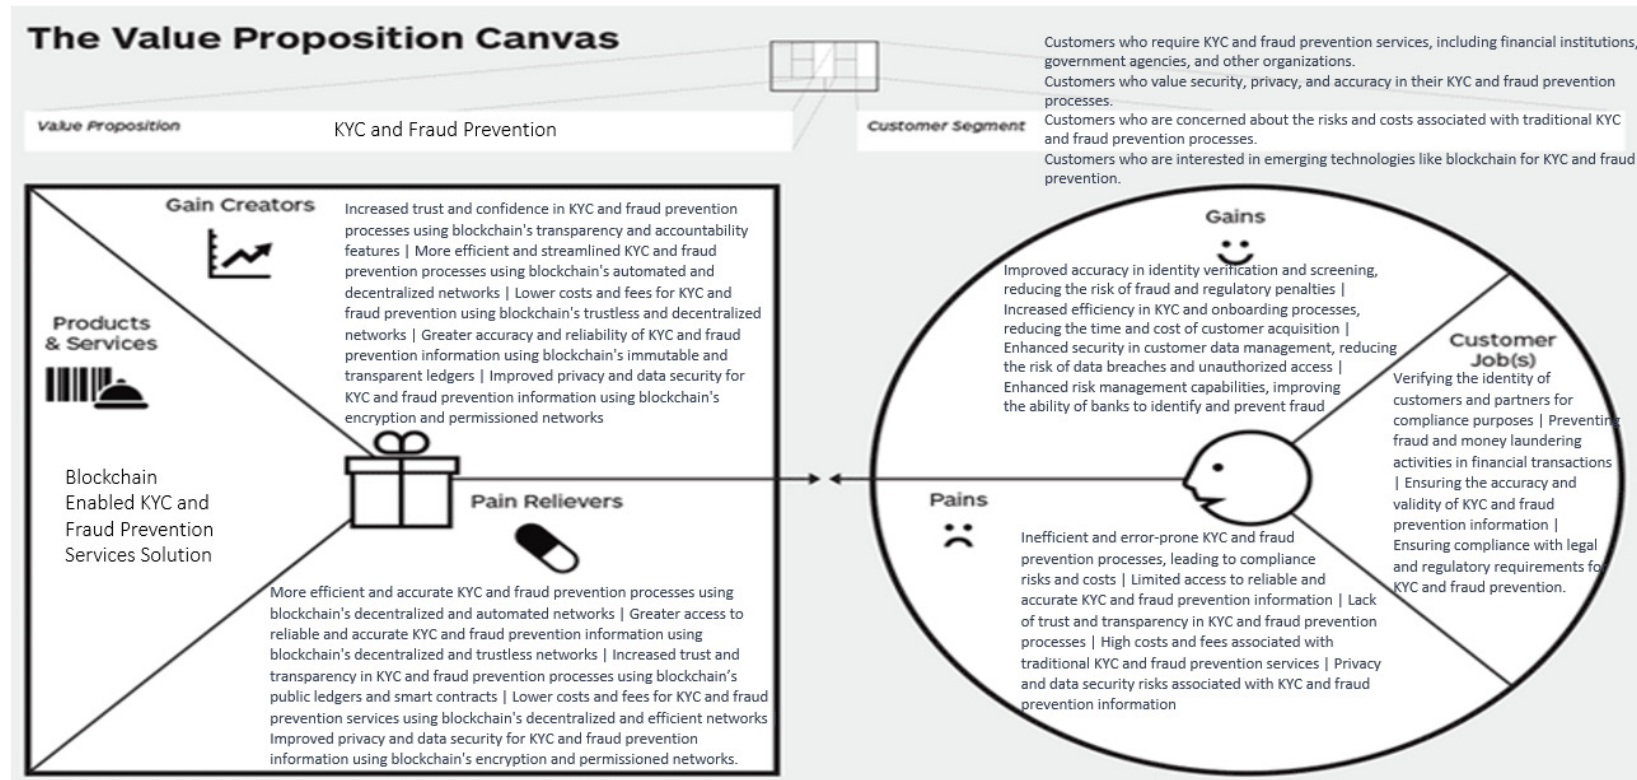 The Value Proposition Canvas
Customers who require KYC and fraud prevention services, including financial institutions,
government agencies, and other organizations.
Customers who value security, privacy, and accuracy in their KYC and fraud prevention
processes.
Customers who are concerned about the risks and costs associated with traditional KYC
and fraud prevention processes.
Customers who are interested in emerging technologies like blockchain for KYC and fraud
prevention.
Value Proposition
KYC and Fraud Prevention
Customer Segment
Gain Creators
Increased trust and confidence in KYC and fraud prevention
processes using blockchain's transparency and accountability
features | More efficient and streamlined KYC and fraud
prevention processes using blockchain's automated and
decentralized networks | Lower costs and fees for KYC and
fraud prevention using blockchain's trustless and decentralized
networks | Greater accuracy and reliability of KYC and fraud
prevention information using blockchain's immutable and
transparent ledgers | Improved privacy and data security for
KYC and fraud prevention information using blockchain's
encryption and permissioned networks
Products
& Services
Blockchain
Enabled KYC and
Fraud Prevention
Services Solution
Pain Relievers
More efficient and accurate KYC and fraud prevention processes using
blockchain's decentralized and automated networks | Greater access to
reliable and accurate KYC and fraud prevention information using
blockchain's decentralized and trustless networks | Increased trust and
transparency in KYC and fraud prevention processes using blockchain's
public ledgers and smart contracts | Lower costs and fees for KYC and fraud
prevention services using blockchain's decentralized and efficient networks
Improved privacy and data security for KYC and fraud prevention
information using blockchain's encryption and permissioned networks.
Gains
Improved accuracy in identity verification and screening,
reducing the risk of fraud and regulatory penalties |
Increased efficiency in KYC and onboarding processes,
reducing the time and cost of customer acquisition |
Enhanced security in customer data management, reducing
the risk of data breaches and unauthorized access |
Enhanced risk management capabilities, improving
the ability of banks to identify and prevent fraud
Customer
Job(s)
Verifying the identity of
customers and partners for
compliance purposes | Preventing
fraud and money laundering
activities in financial transactions
| Ensuring the accuracy and
validity of KYC and fraud
prevention information |
Ensuring compliance with legal
and regulatory requirements for
KYC and fraud prevention.
Pains
Inefficient and error-prone KYC and fraud
prevention processes, leading to compliance
risks and costs | Limited access to reliable and
accurate KYC and fraud prevention information | Lack
of trust and transparency in KYC and fraud prevention
processes | High costs and fees associated with
traditional KYC and fraud prevention services | Privacy
and data security risks associated with KYC and fraud
prevention information